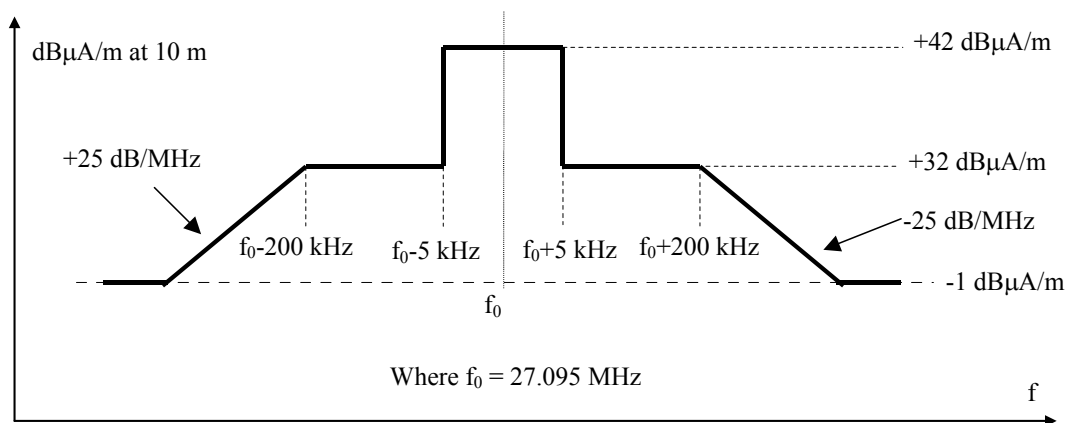 dBµA/m at 10 m
+42 dBµA/m
+25 dB/MHz
+32 dBµA/m
-25 dB/MHz
f₀-200 kHz
f₀-5 kHz
f₀+5 kHz
f₀+200 kHz
-1 dBµA/m
f₀
Where f₀ = 27.095 MHz
f